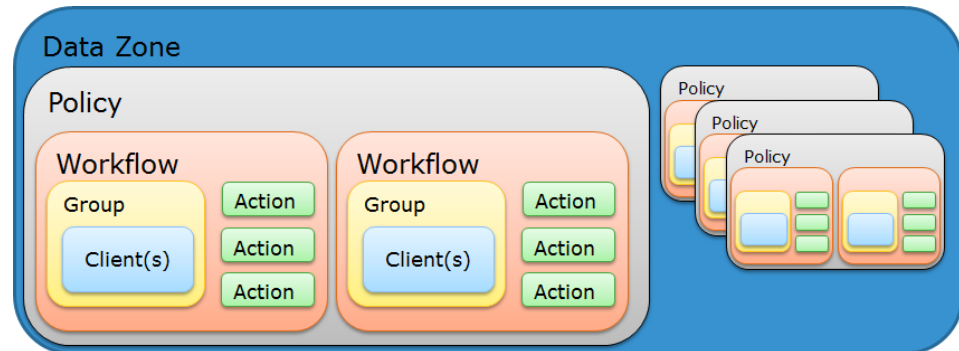 Data Zone
Policy
Workflow
Group
Client(s)
Action
Action
Action
Workflow
Group
Client(s)
Action
Action
Action
Policy
Policy
Policy